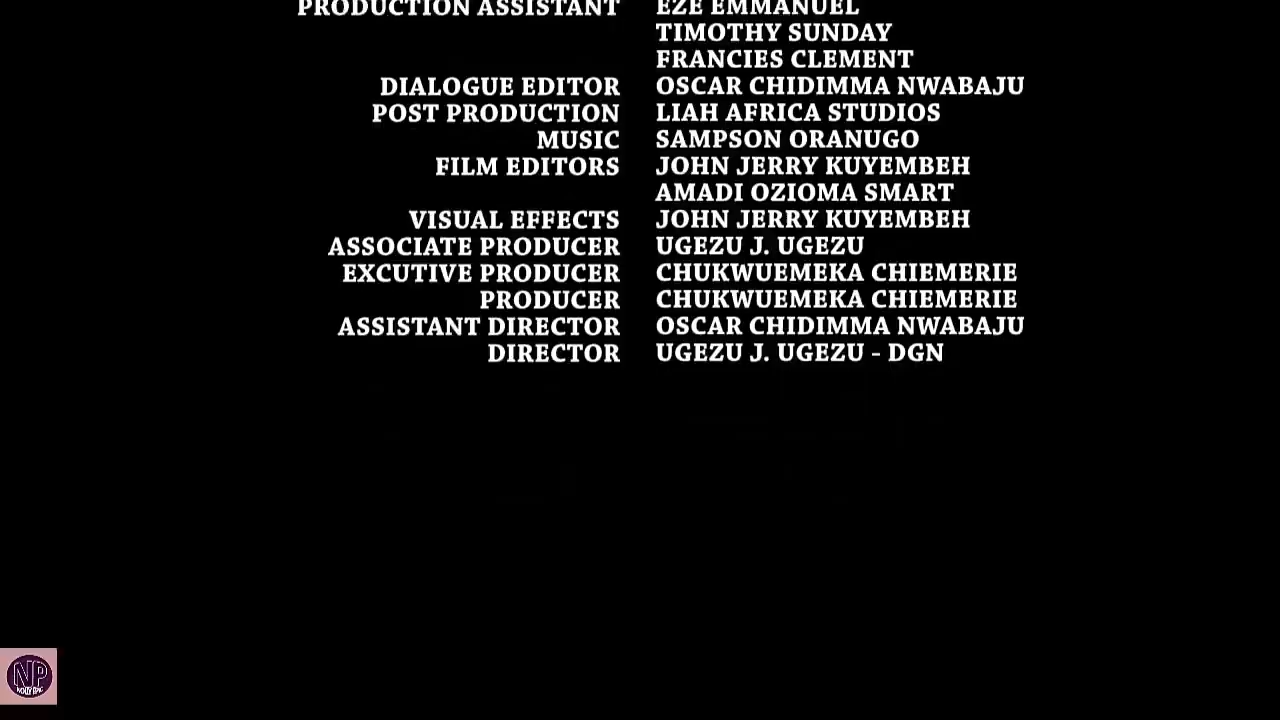 PRODUCTION ASSISTANT EZE EMMANUEL
TIMOTHY SUNDAY
FRANCIES CLEMENT
DIALOGUE EDITOR OSCAR CHIDIMMA NWABAJU
POST PRODUCTION LIAH AFRICA STUDIOS
MUSIC SAMPSON ORANUGO
FILM EDITORS JOHN JERRY KUYEMBEH
AMADI OZIOMA SMART
VISUAL EFFECTS JOHN JERRY KUYEMBEH
ASSOCIATE PRODUCER UGEZU J. UGEZU
EXCUTIVE PRODUCER CHUKWUEMEKA CHIEMERIE
PRODUCER CHUKWUEMEKA CHIEMERIE
ASSISTANT DIRECTOR OSCAR CHIDIMMA NWABAJU
DIRECTOR UGEZU J. UGEZU - DGN
NP